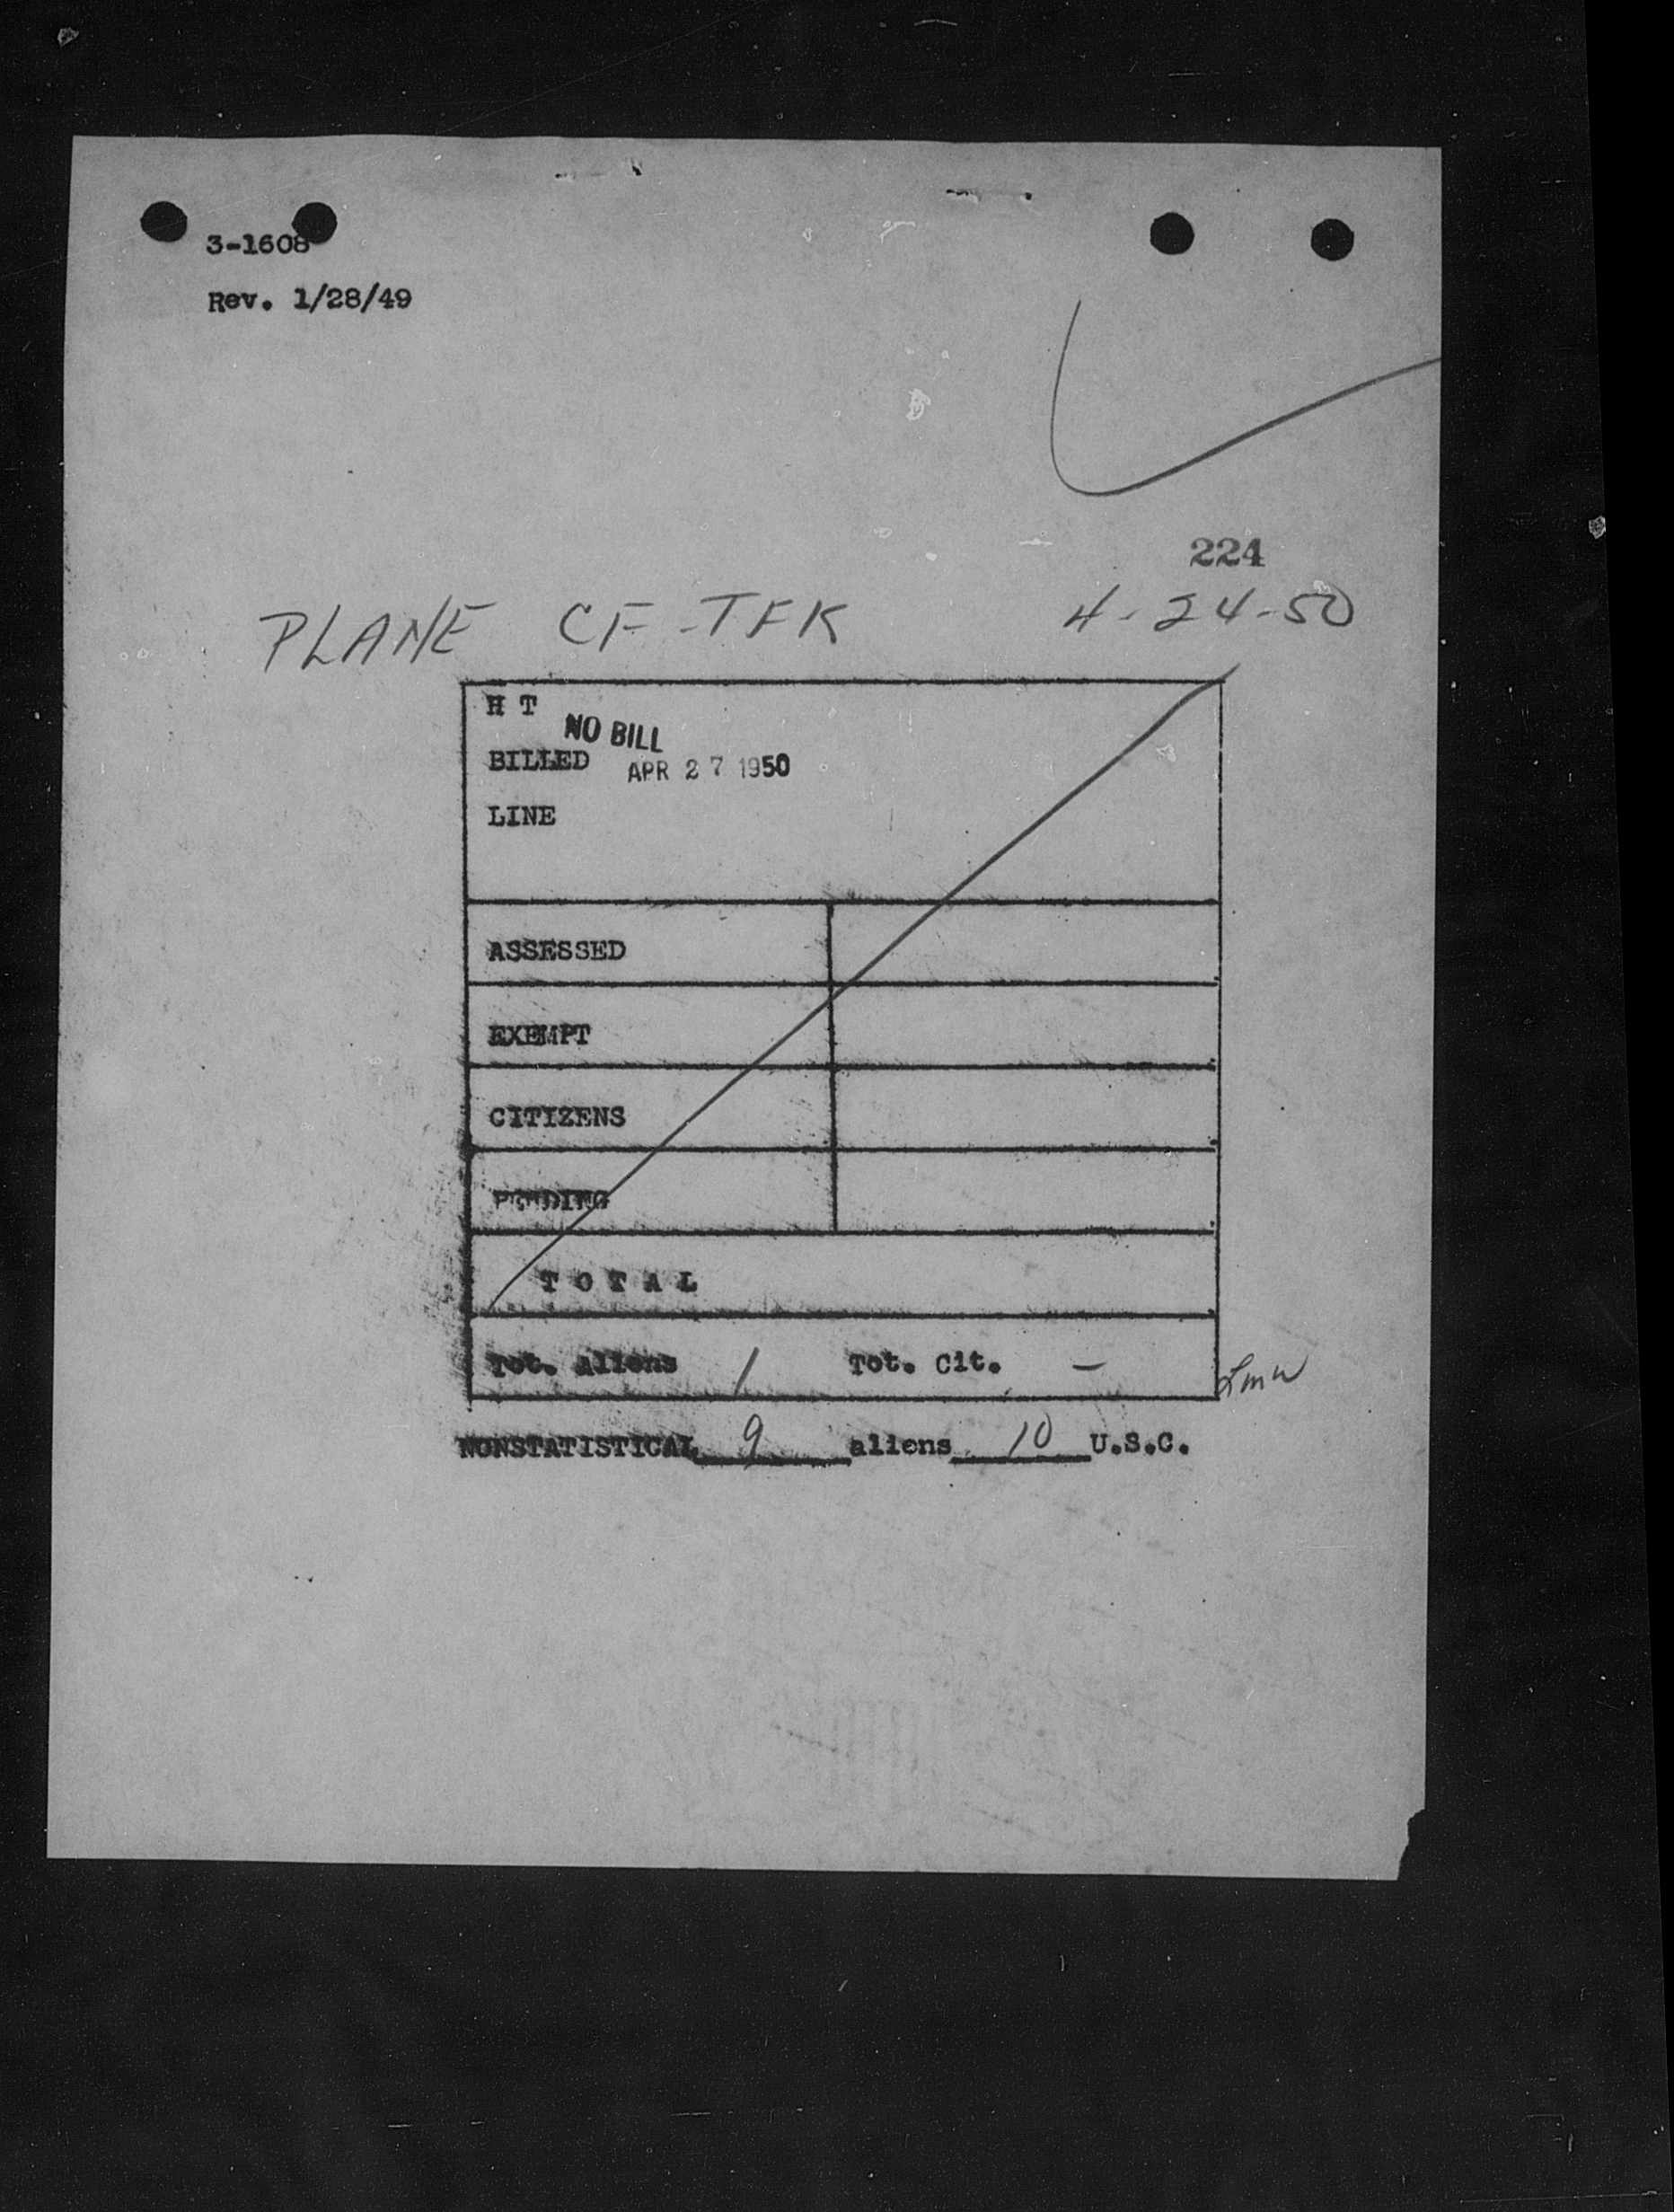 3-1608
Rev. 1/28/49
224
PLANE CF-TFK 4-24-50
H T
NO BILL
BILLED APR 27 1950
LINE
ASSESSED
EXEMPT
CITIZENS
PENDING
TOTAL
Tot. Aliens 1 Tot. Cit. —
NONSTATISTICAL 9 aliens 10 U.S.C.